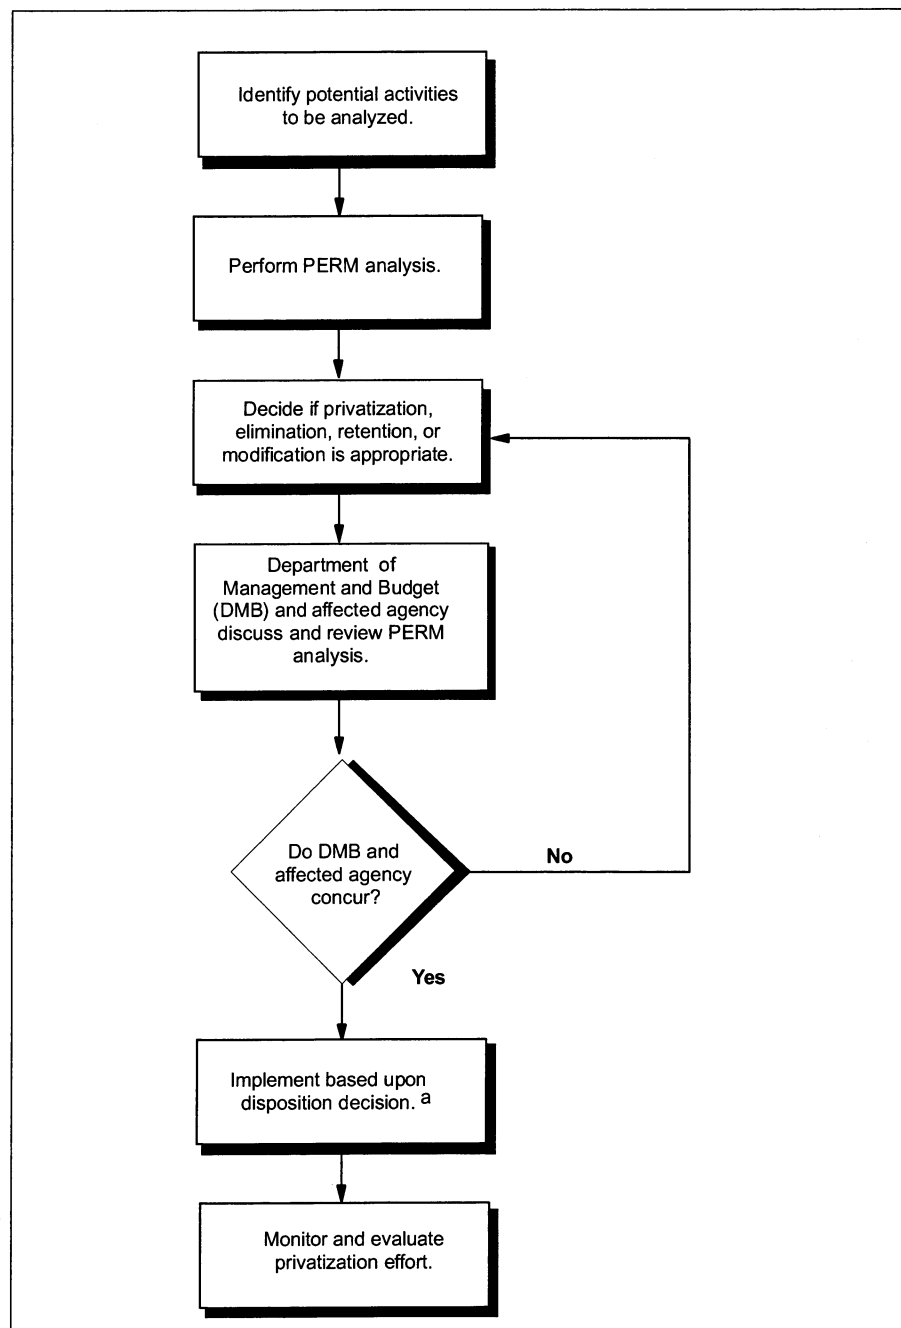 Identify potential activities
to be analyzed.
Perform PERM analysis.
Decide if privatization,
elimination, retention, or
modification is appropriate.
Department of
Management and Budget
(DMB) and affected agency
discuss and review PERM
analysis.
Do DMB and
affected agency
concur?
No
Yes
Implement based upon
disposition decision. a
Monitor and evaluate
privatization effort.